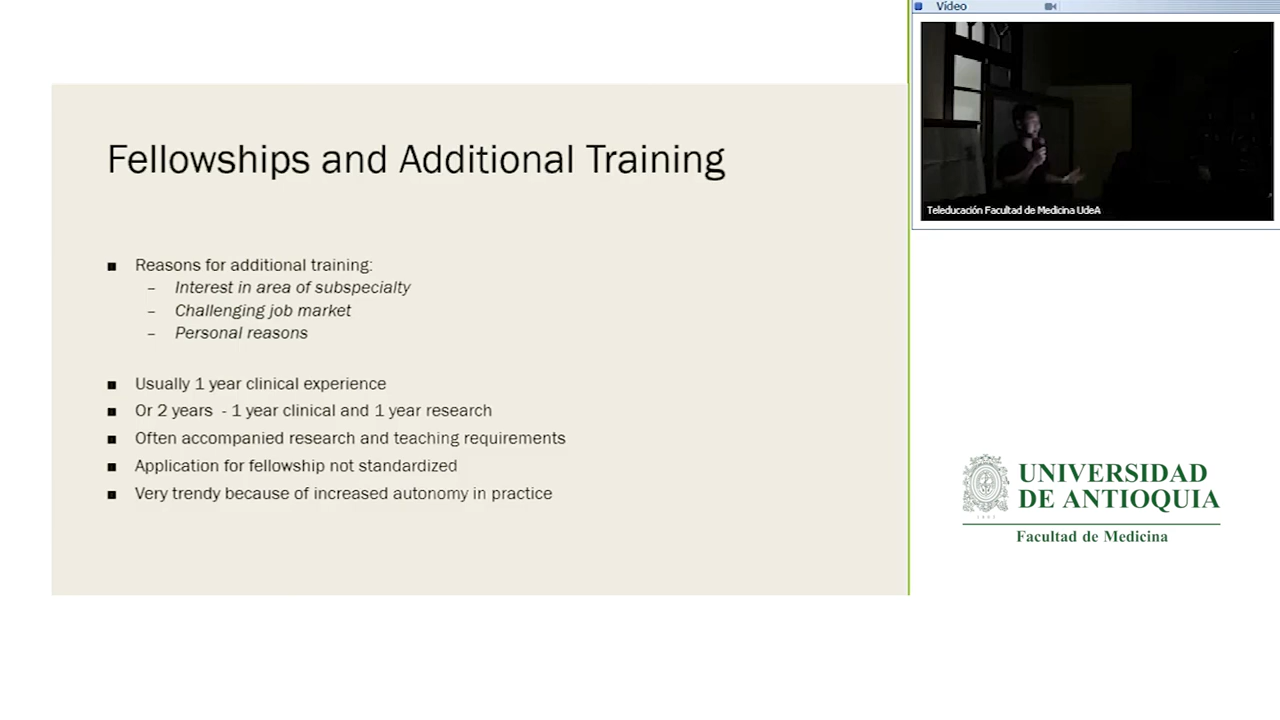 Vídeo
Teleducación Facultad de Medicina UdeA
Fellowships and Additional Training
■ Reasons for additional training:
– Interest in area of subspecialty
– Challenging job market
– Personal reasons
■ Usually 1 year clinical experience
■ Or 2 years - 1 year clinical and 1 year research
■ Often accompanied research and teaching requirements
■ Application for fellowship not standardized
■ Very trendy because of increased autonomy in practice
UNIVERSIDAD
DE ANTIOQUIA
Facultad de Medicina